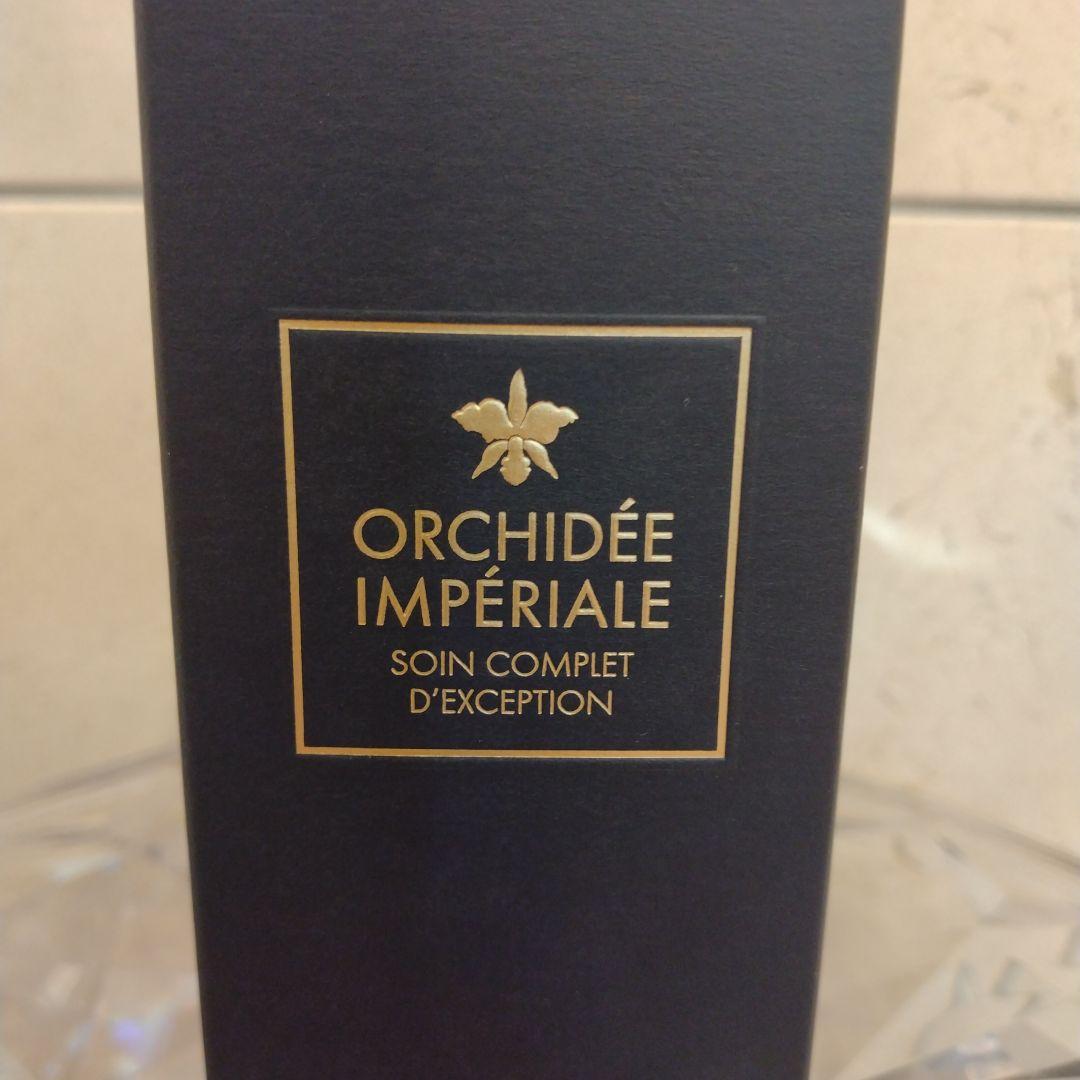 ORCHIDÉE
IMPÉRIALE
SOIN COMPLET
D'EXCEPTION